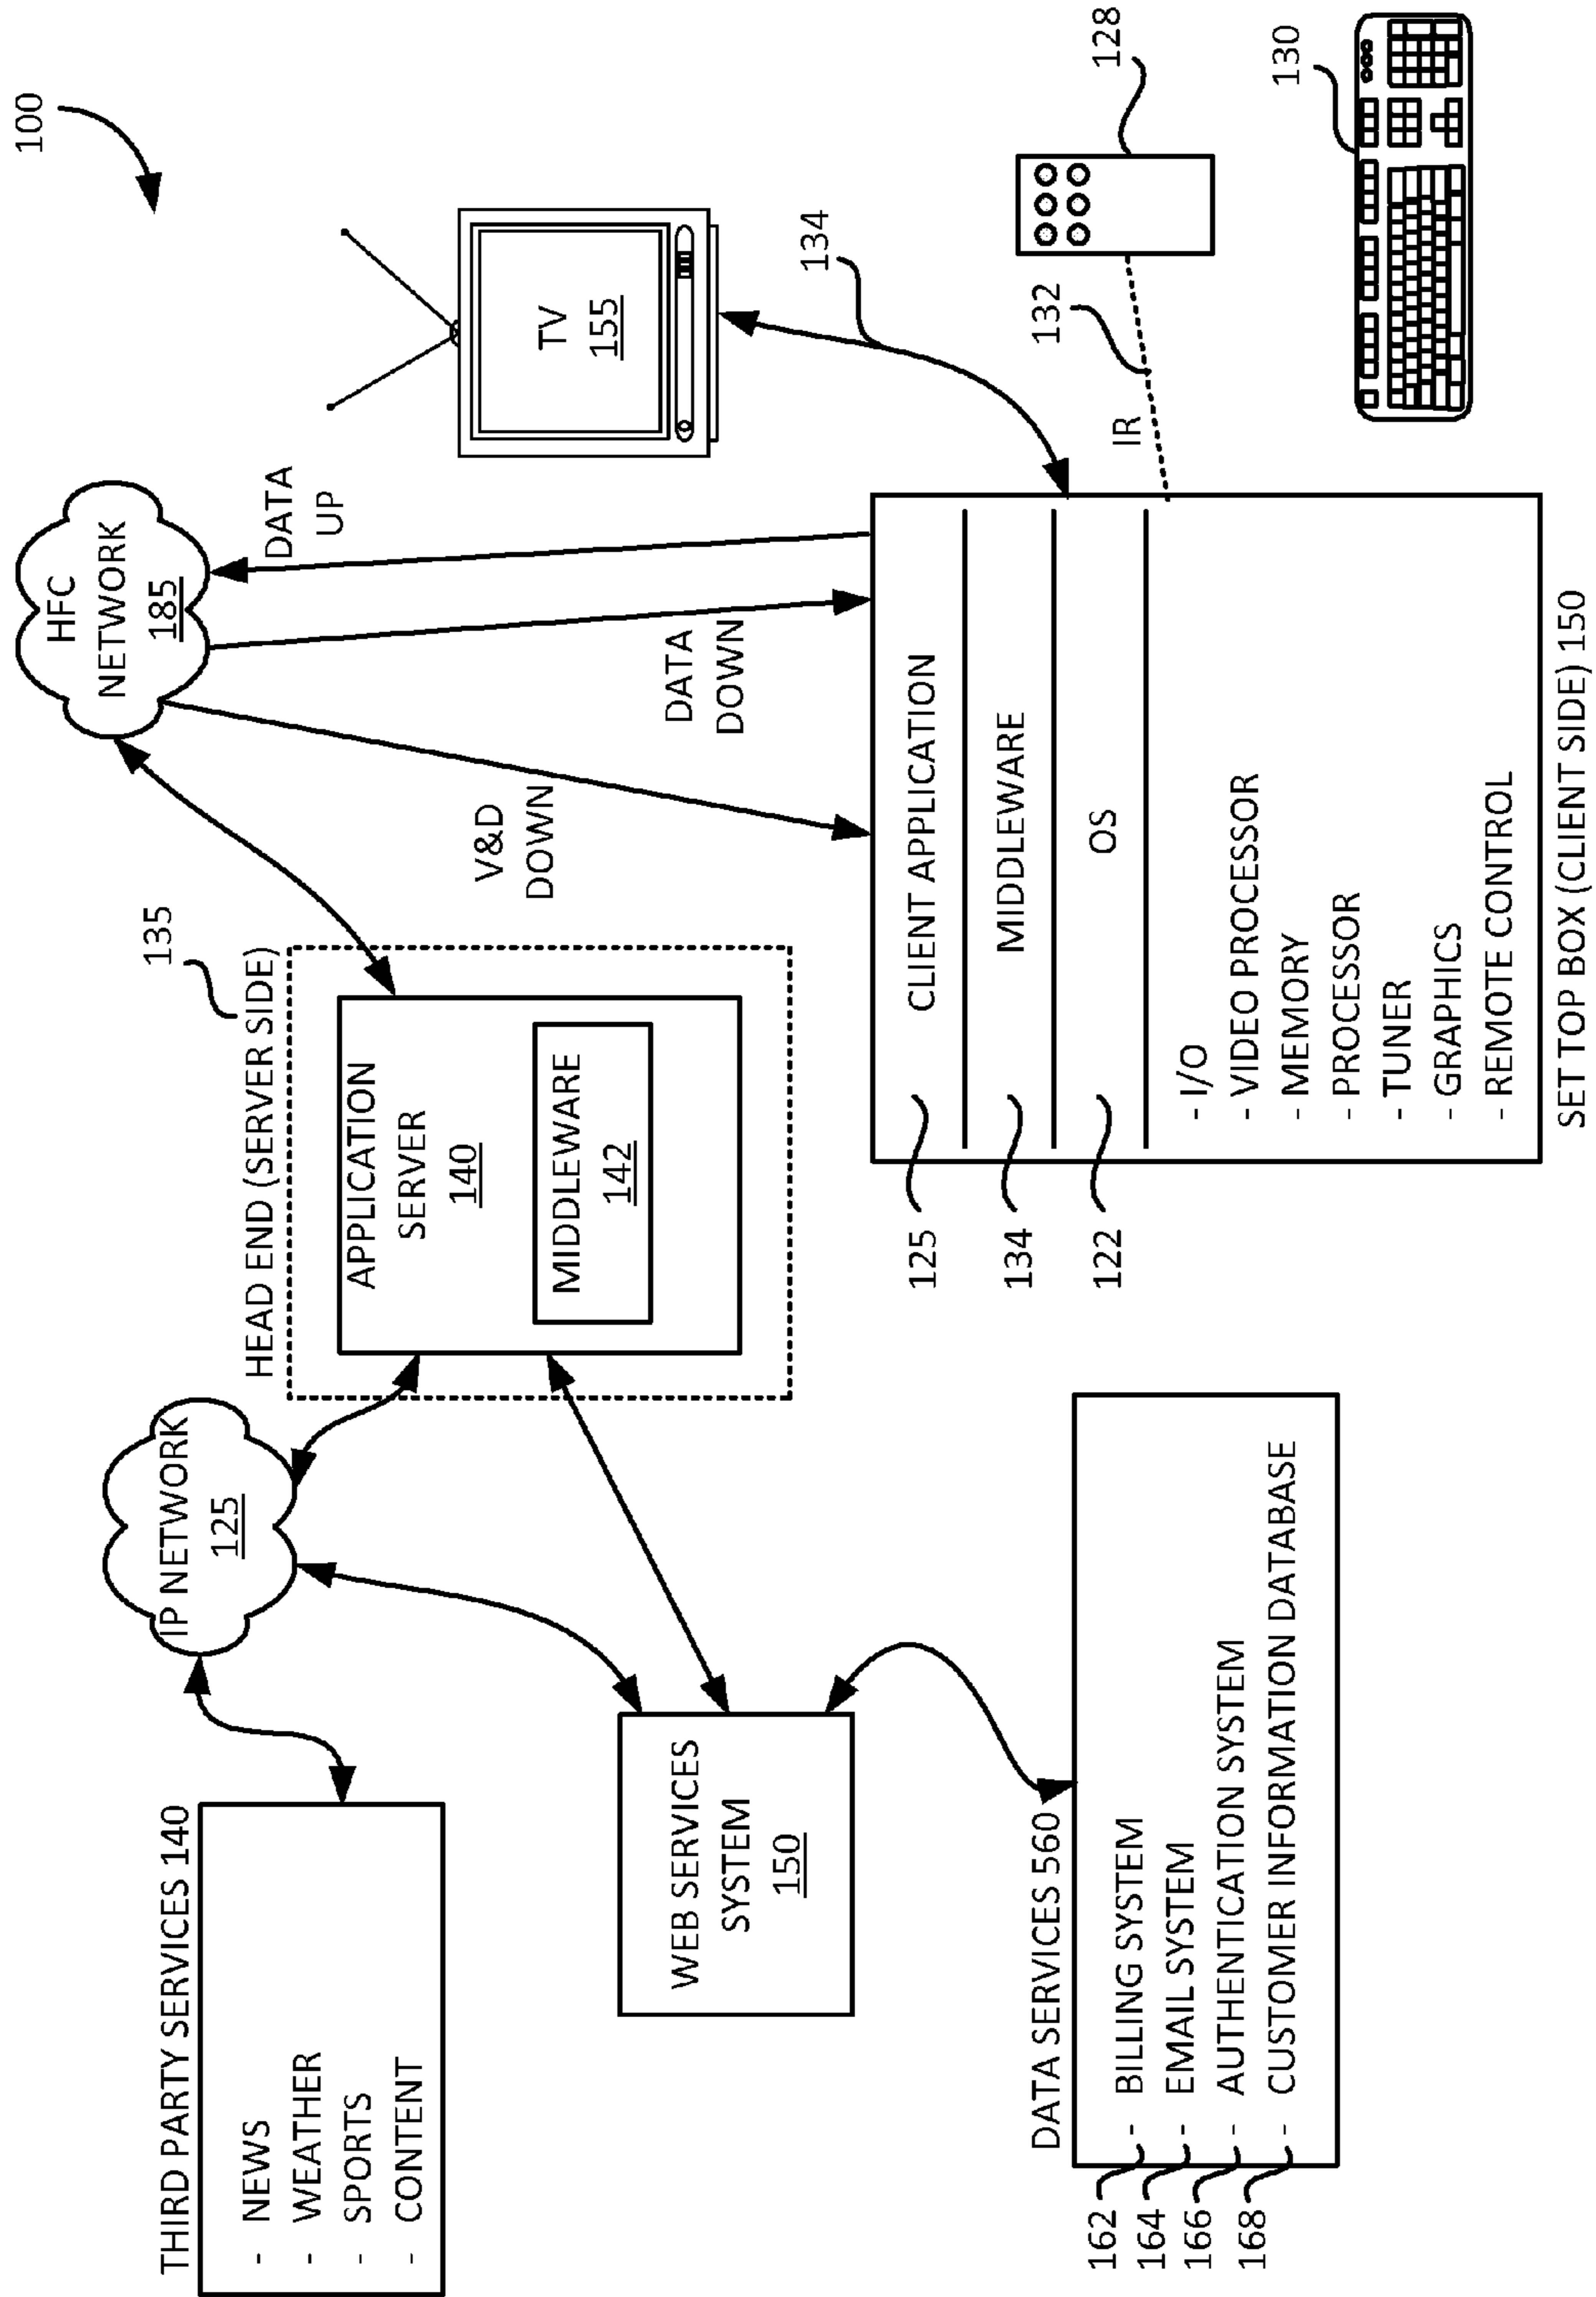 100
HFC
NETWORK
185
IP NETWORK
125
THIRD PARTY SERVICES 140
- NEWS
- WEATHER
- SPORTS
- CONTENT
135
HEAD END (SERVER SIDE)
APPLICATION
SERVER
140
MIDDLEWARE
142
DATA
UP
DATA
DOWN
V&D
DOWN
TV
155
134
WEB SERVICES
SYSTEM
150
128
132
IR
130
CLIENT APPLICATION
125
MIDDLEWARE
134
OS
122
- I/O
- VIDEO PROCESSOR
- MEMORY
- PROCESSOR
- TUNER
- GRAPHICS
- REMOTE CONTROL
SET TOP BOX (CLIENT SIDE) 150
DATA SERVICES 560
162 - BILLING SYSTEM
164 - EMAIL SYSTEM
166 - AUTHENTICATION SYSTEM
168 - CUSTOMER INFORMATION DATABASE